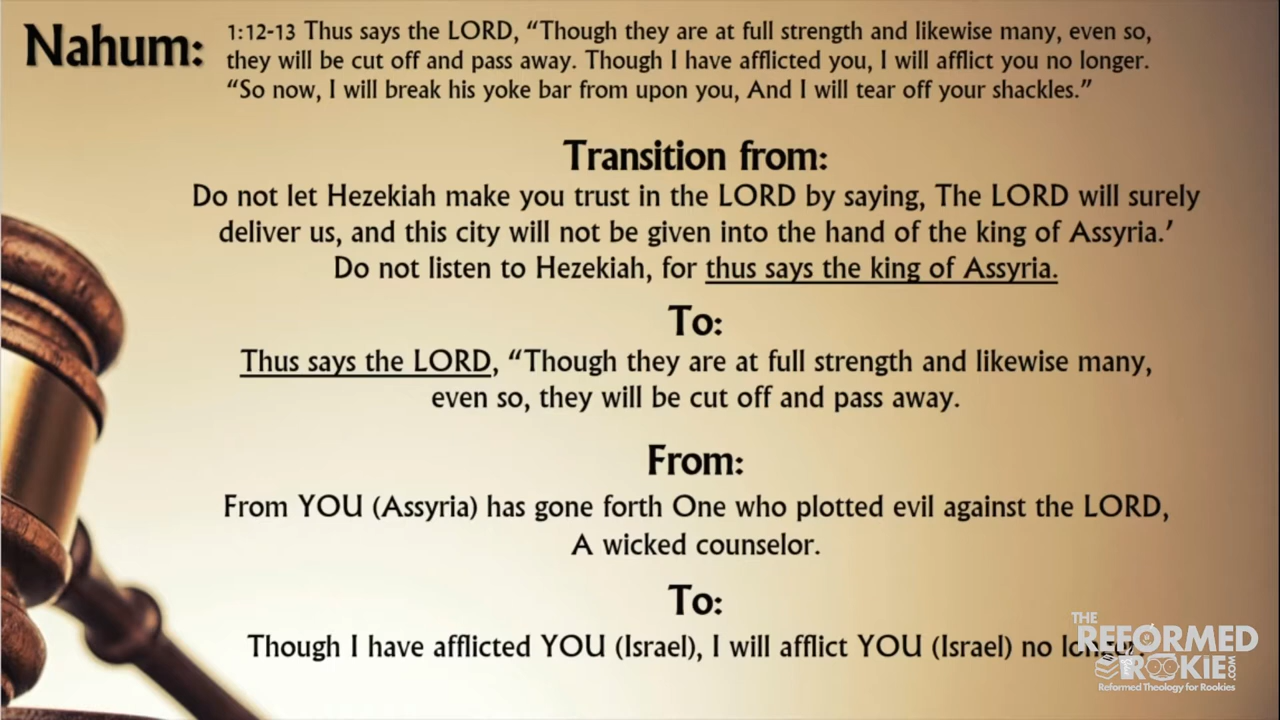 Nahum:
1:12-13 Thus says the LORD, “Though they are at full strength and likewise many, even so,
they will be cut off and pass away. Though I have afflicted you, I will afflict you no longer.
“So now, I will break his yoke bar from upon you, And I will tear off your shackles.”
Transition from:
Do not let Hezekiah make you trust in the LORD by saying, The LORD will surely
deliver us, and this city will not be given into the hand of the king of Assyria.’
Do not listen to Hezekiah, for thus says the king of Assyria.
To:
Thus says the LORD, “Though they are at full strength and likewise many,
even so, they will be cut off and pass away.
From:
From YOU (Assyria) has gone forth One who plotted evil against the LORD,
A wicked counselor.
To:
Though I have afflicted YOU (Israel), I will afflict YOU (Israel) no
THE
REFORMED
ROOKIE.COM
Reformed Theology for Rookies